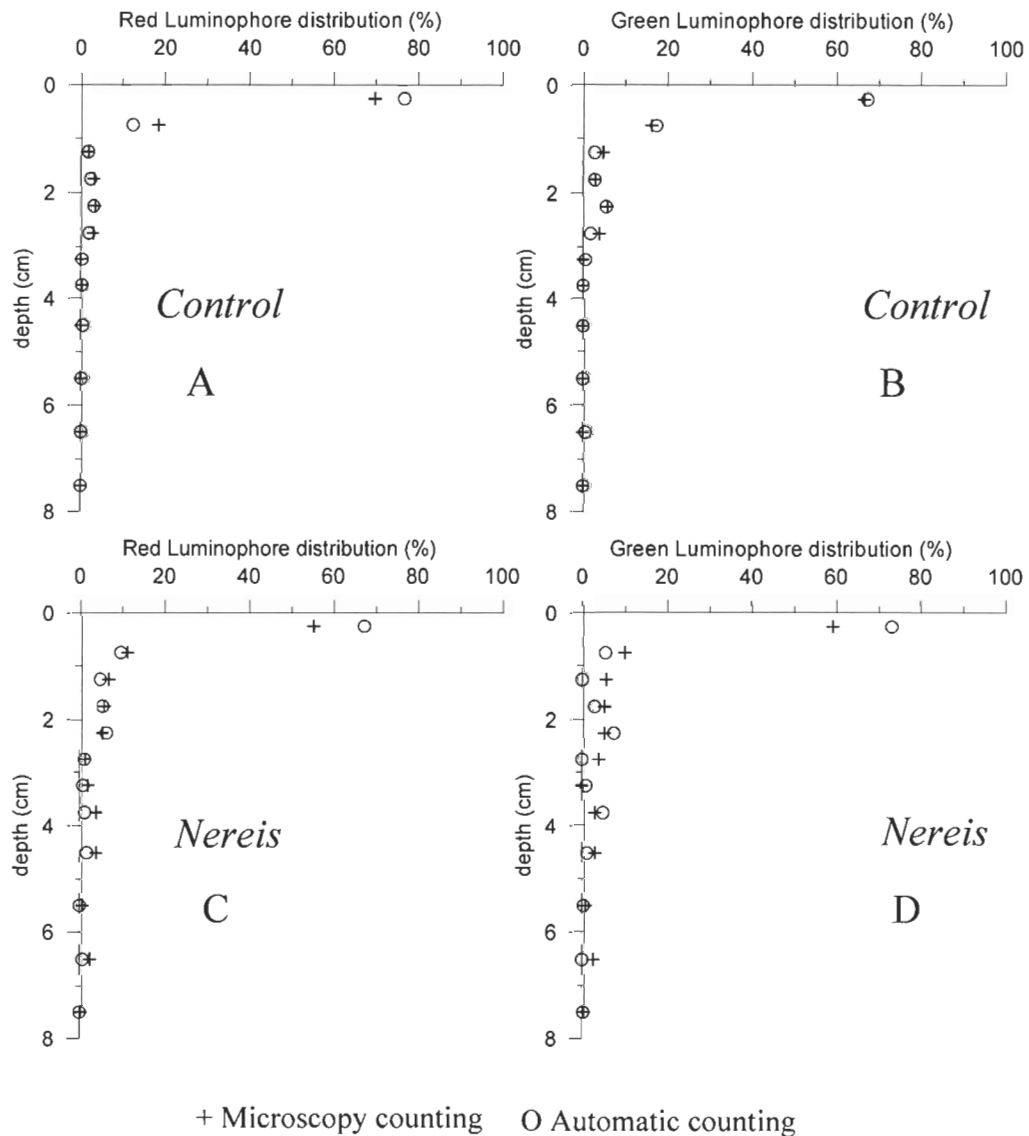 Red Luminophore distribution (%)
0 20 40 60 80 100
0
2
4
6
8
depth (cm)
Control
A
Green Luminophore distribution (%)
0 20 40 60 80 100
0
2
4
6
8
depth (cm)
Control
B
Red Luminophore distribution (%)
0 20 40 60 80 100
0
2
4
6
8
depth (cm)
Nereis
C
Green Luminophore distribution (%)
0 20 40 60 80 100
0
2
4
6
8
depth (cm)
Nereis
D
+ Microscopy counting O Automatic counting